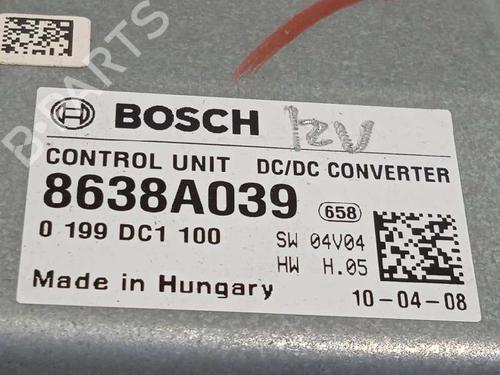 BOSCH 12V
CONTROL UNIT DC/DC CONVERTER
8638A039 658
0 199 DC1 100 SW 04V04
HW H.05
Made in Hungary 10-04-08
B-PARTS